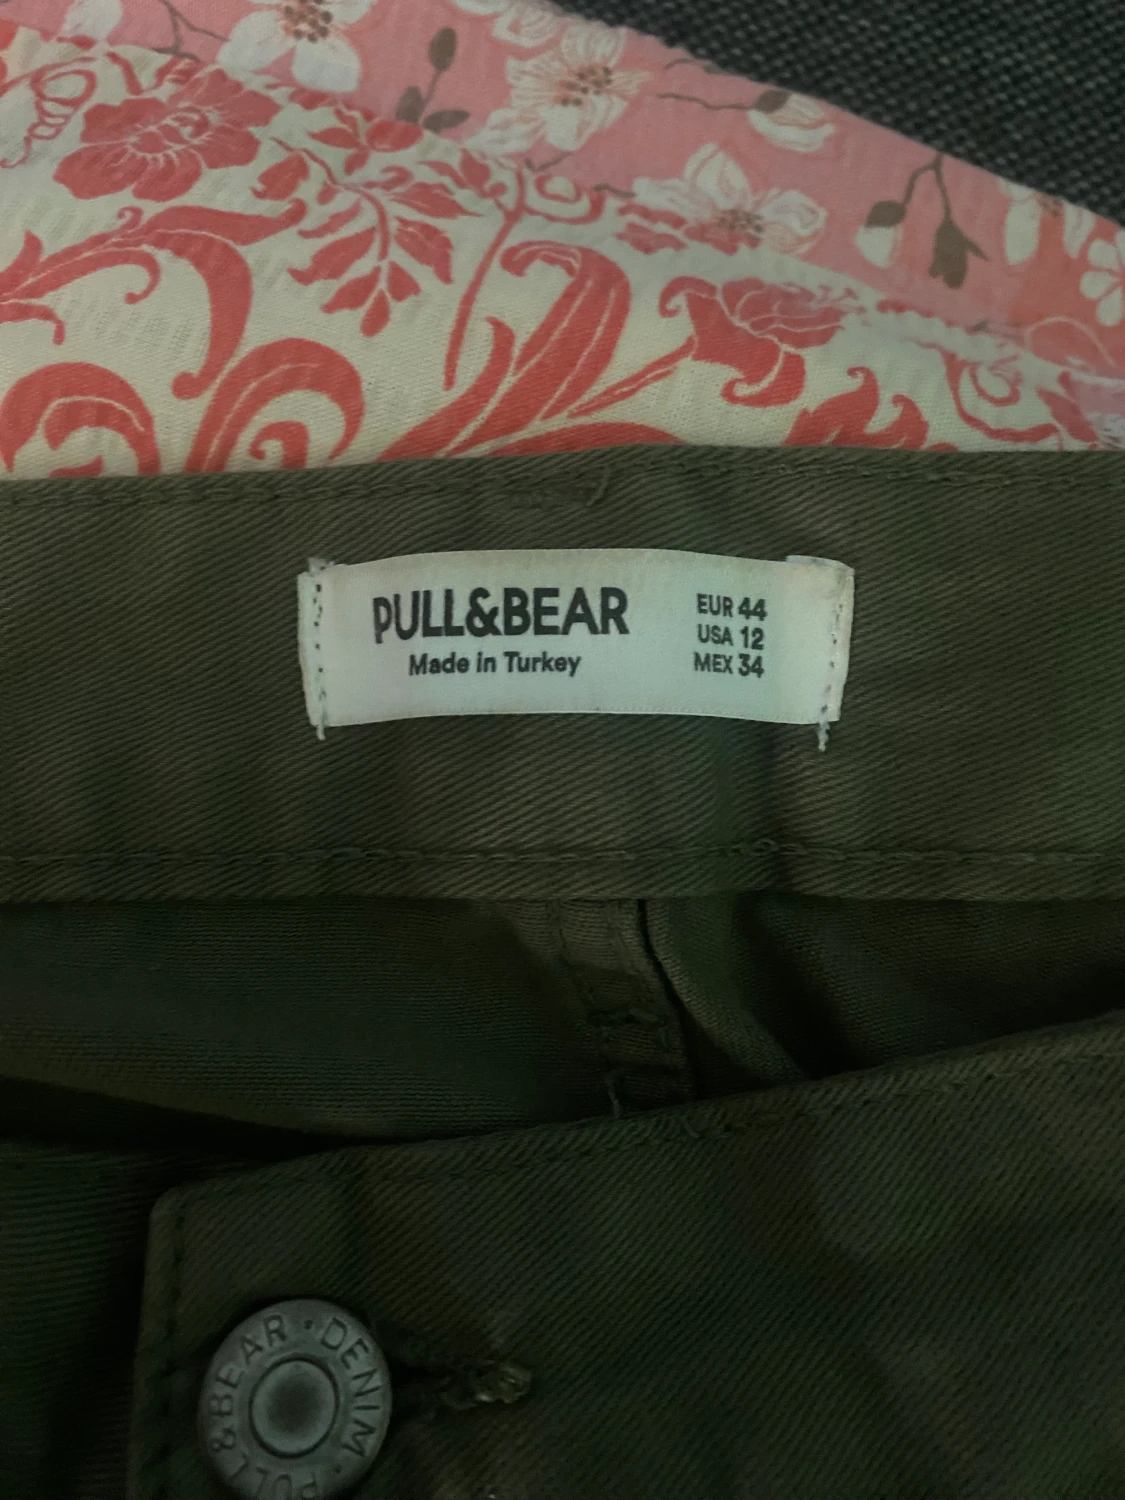 PULL&BEAR
Made in Turkey
EUR 44
USA 12
MEX 34
PULL&BEAR · DENIM ·